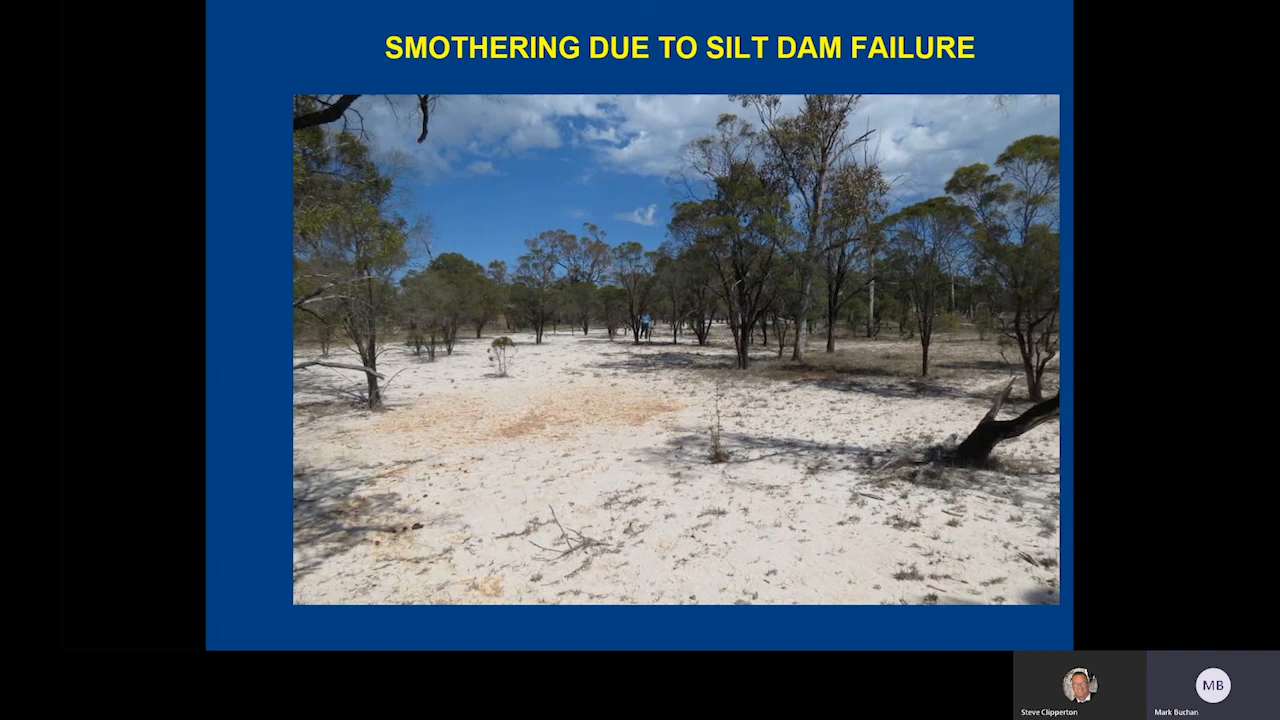 SMOTHERING DUE TO SILT DAM FAILURE
MB
Steve Clipperton
Mark Buchan